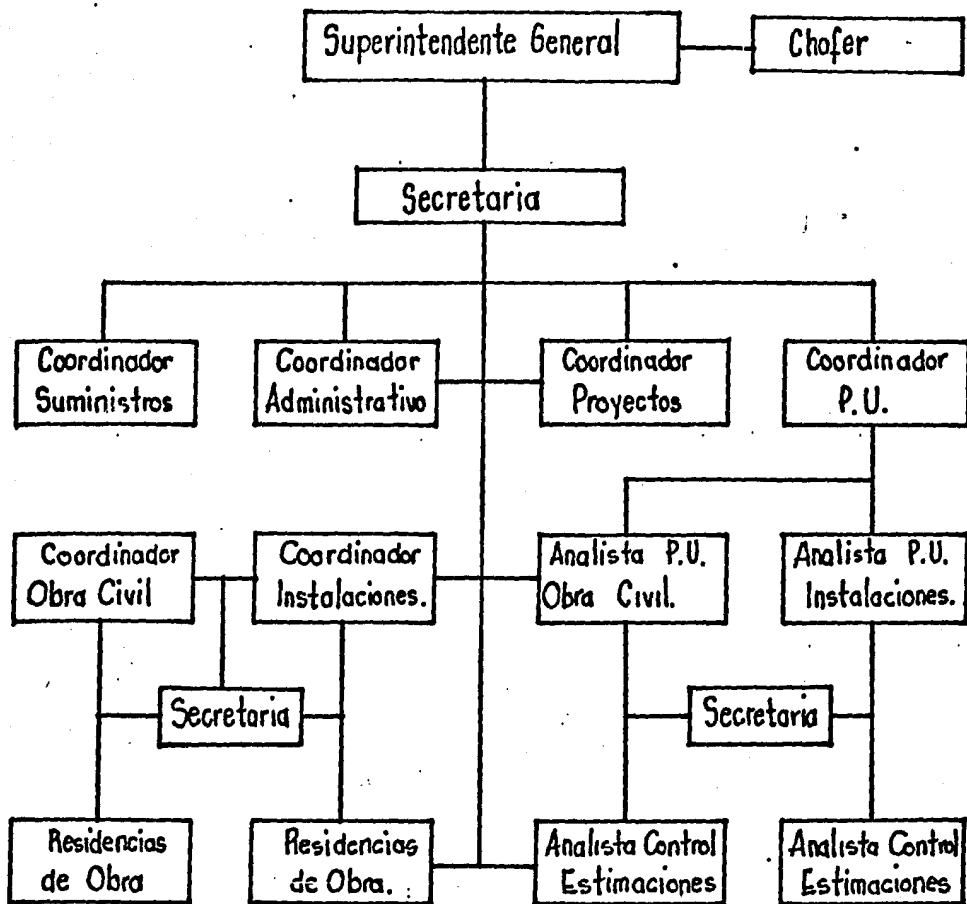 Superintendente General
Chofer
Secretaria
Coordinador
Suministros
Coordinador
Administrativo
Coordinador
Proyectos
Coordinador
P.U.
Coordinador
Obra Civil
Coordinador
Instalaciones.
Analista P.U.
Obra Civil.
Analista P.U.
Instalaciones.
Secretaria
Secretaria
Residencias
de Obra
Residencias
de Obra.
Analista Control
Estimaciones
Analista Control
Estimaciones